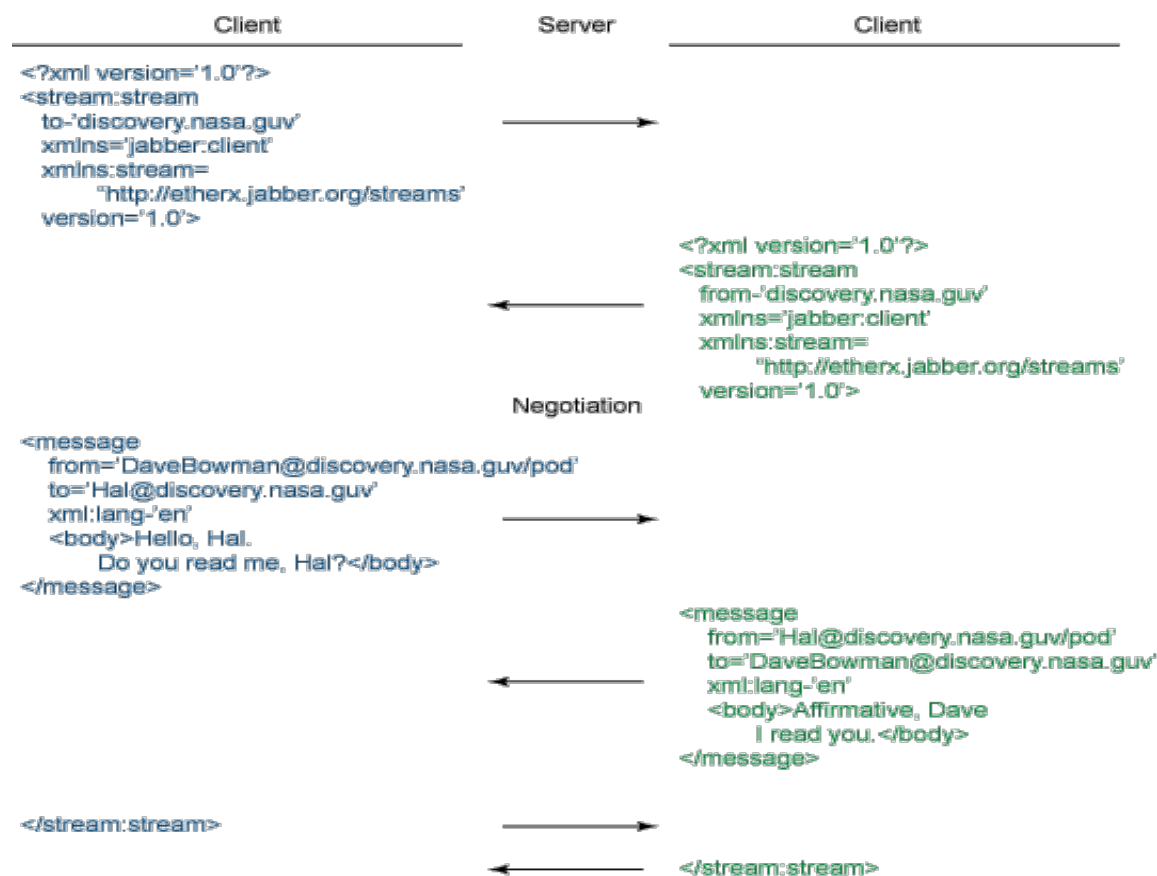 Client Server Client
<?xml version='1.0'?>
<stream:stream
to-'discovery.nasa.guv'
xmlns='jabber:client'
xmlns:stream=
"http://etherx.jabber.org/streams'
version='1.0'>
<?xml version='1.0'?>
<stream:stream
from-'discovery.nasa.guv'
xmlns='jabber:client'
xmlns:stream=
"http://etherx.jabber.org/streams'
version='1.0'>
Negotiation
<message
from='DaveBowman@discovery.nasa.guv/pod'
to='Hal@discovery.nasa.guv'
xml:lang-'en'
<body>Hello, Hal.
Do you read me, Hal?</body>
</message>
<message
from='Hal@discovery.nasa.guv/pod'
to='DaveBowman@discovery.nasa.guv'
xml:lang-'en'
<body>Affirmative, Dave
I read you.</body>
</message>
</stream:stream>
</stream:stream>